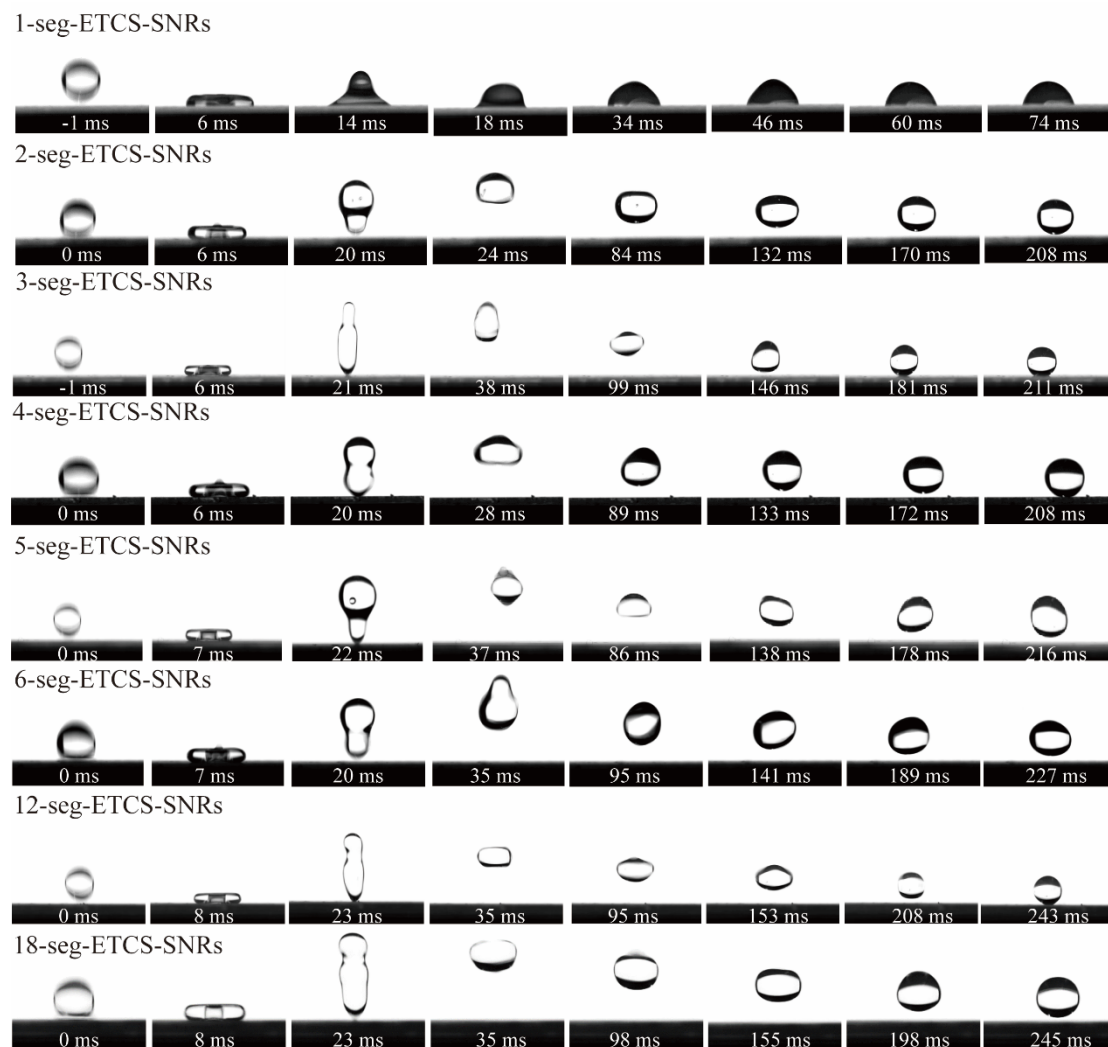 1-seg-ETCS-SNRs
-1 ms 6 ms 14 ms 18 ms 34 ms 46 ms 60 ms 74 ms
2-seg-ETCS-SNRs
0 ms 6 ms 20 ms 24 ms 84 ms 132 ms 170 ms 208 ms
3-seg-ETCS-SNRs
-1 ms 6 ms 21 ms 38 ms 99 ms 146 ms 181 ms 211 ms
4-seg-ETCS-SNRs
0 ms 6 ms 20 ms 28 ms 89 ms 133 ms 172 ms 208 ms
5-seg-ETCS-SNRs
0 ms 7 ms 22 ms 37 ms 86 ms 138 ms 178 ms 216 ms
6-seg-ETCS-SNRs
0 ms 7 ms 20 ms 35 ms 95 ms 141 ms 189 ms 227 ms
12-seg-ETCS-SNRs
0 ms 8 ms 23 ms 35 ms 95 ms 153 ms 208 ms 243 ms
18-seg-ETCS-SNRs
0 ms 8 ms 23 ms 35 ms 98 ms 155 ms 198 ms 245 ms